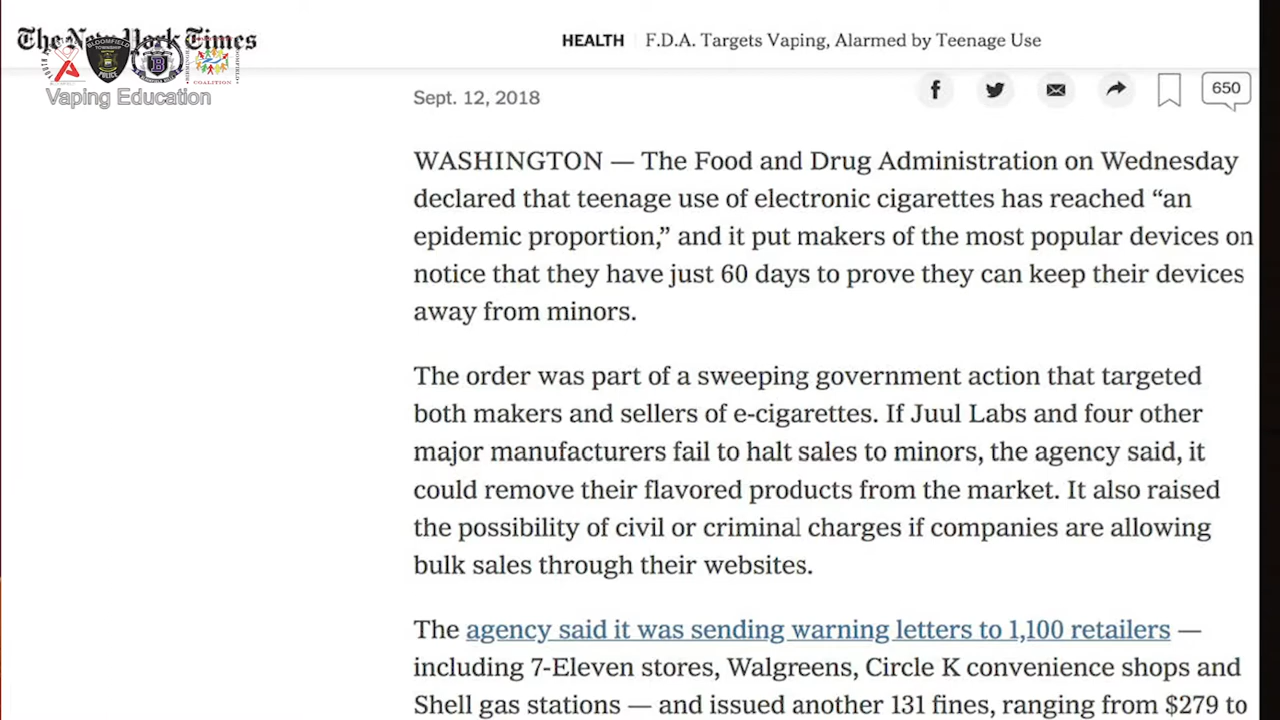 The New York Times
HEALTH F.D.A. Targets Vaping, Alarmed by Teenage Use
BLOOMFIELD
TOWNSHIP
POLICE
B
COALITION
Vaping Education
Sept. 12, 2018
650
WASHINGTON — The Food and Drug Administration on Wednesday
declared that teenage use of electronic cigarettes has reached “an
epidemic proportion,” and it put makers of the most popular devices on
notice that they have just 60 days to prove they can keep their devices
away from minors.
The order was part of a sweeping government action that targeted
both makers and sellers of e-cigarettes. If Juul Labs and four other
major manufacturers fail to halt sales to minors, the agency said, it
could remove their flavored products from the market. It also raised
the possibility of civil or criminal charges if companies are allowing
bulk sales through their websites.
The agency said it was sending warning letters to 1,100 retailers —
including 7-Eleven stores, Walgreens, Circle K convenience shops and
Shell gas stations — and issued another 131 fines, ranging from $279 to